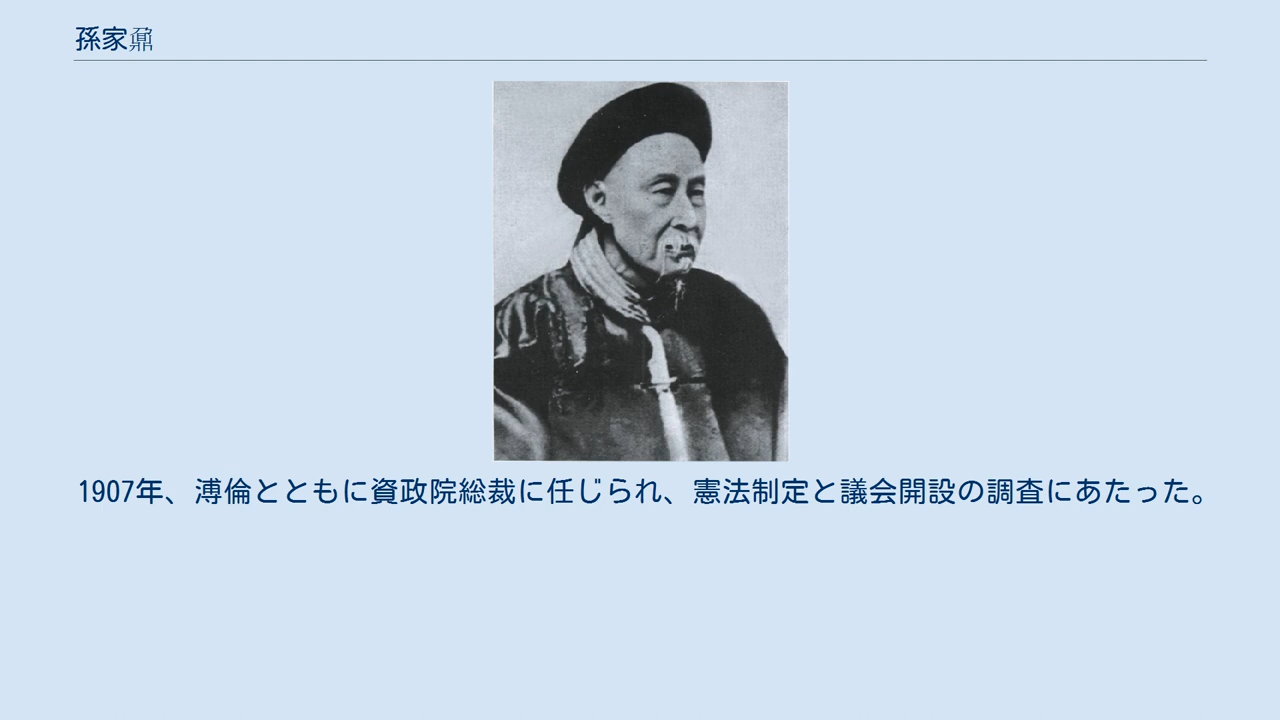 孫家鼐
1907年、溥倫とともに資政院総裁に任じられ、憲法制定と議会開設の調査にあたった。